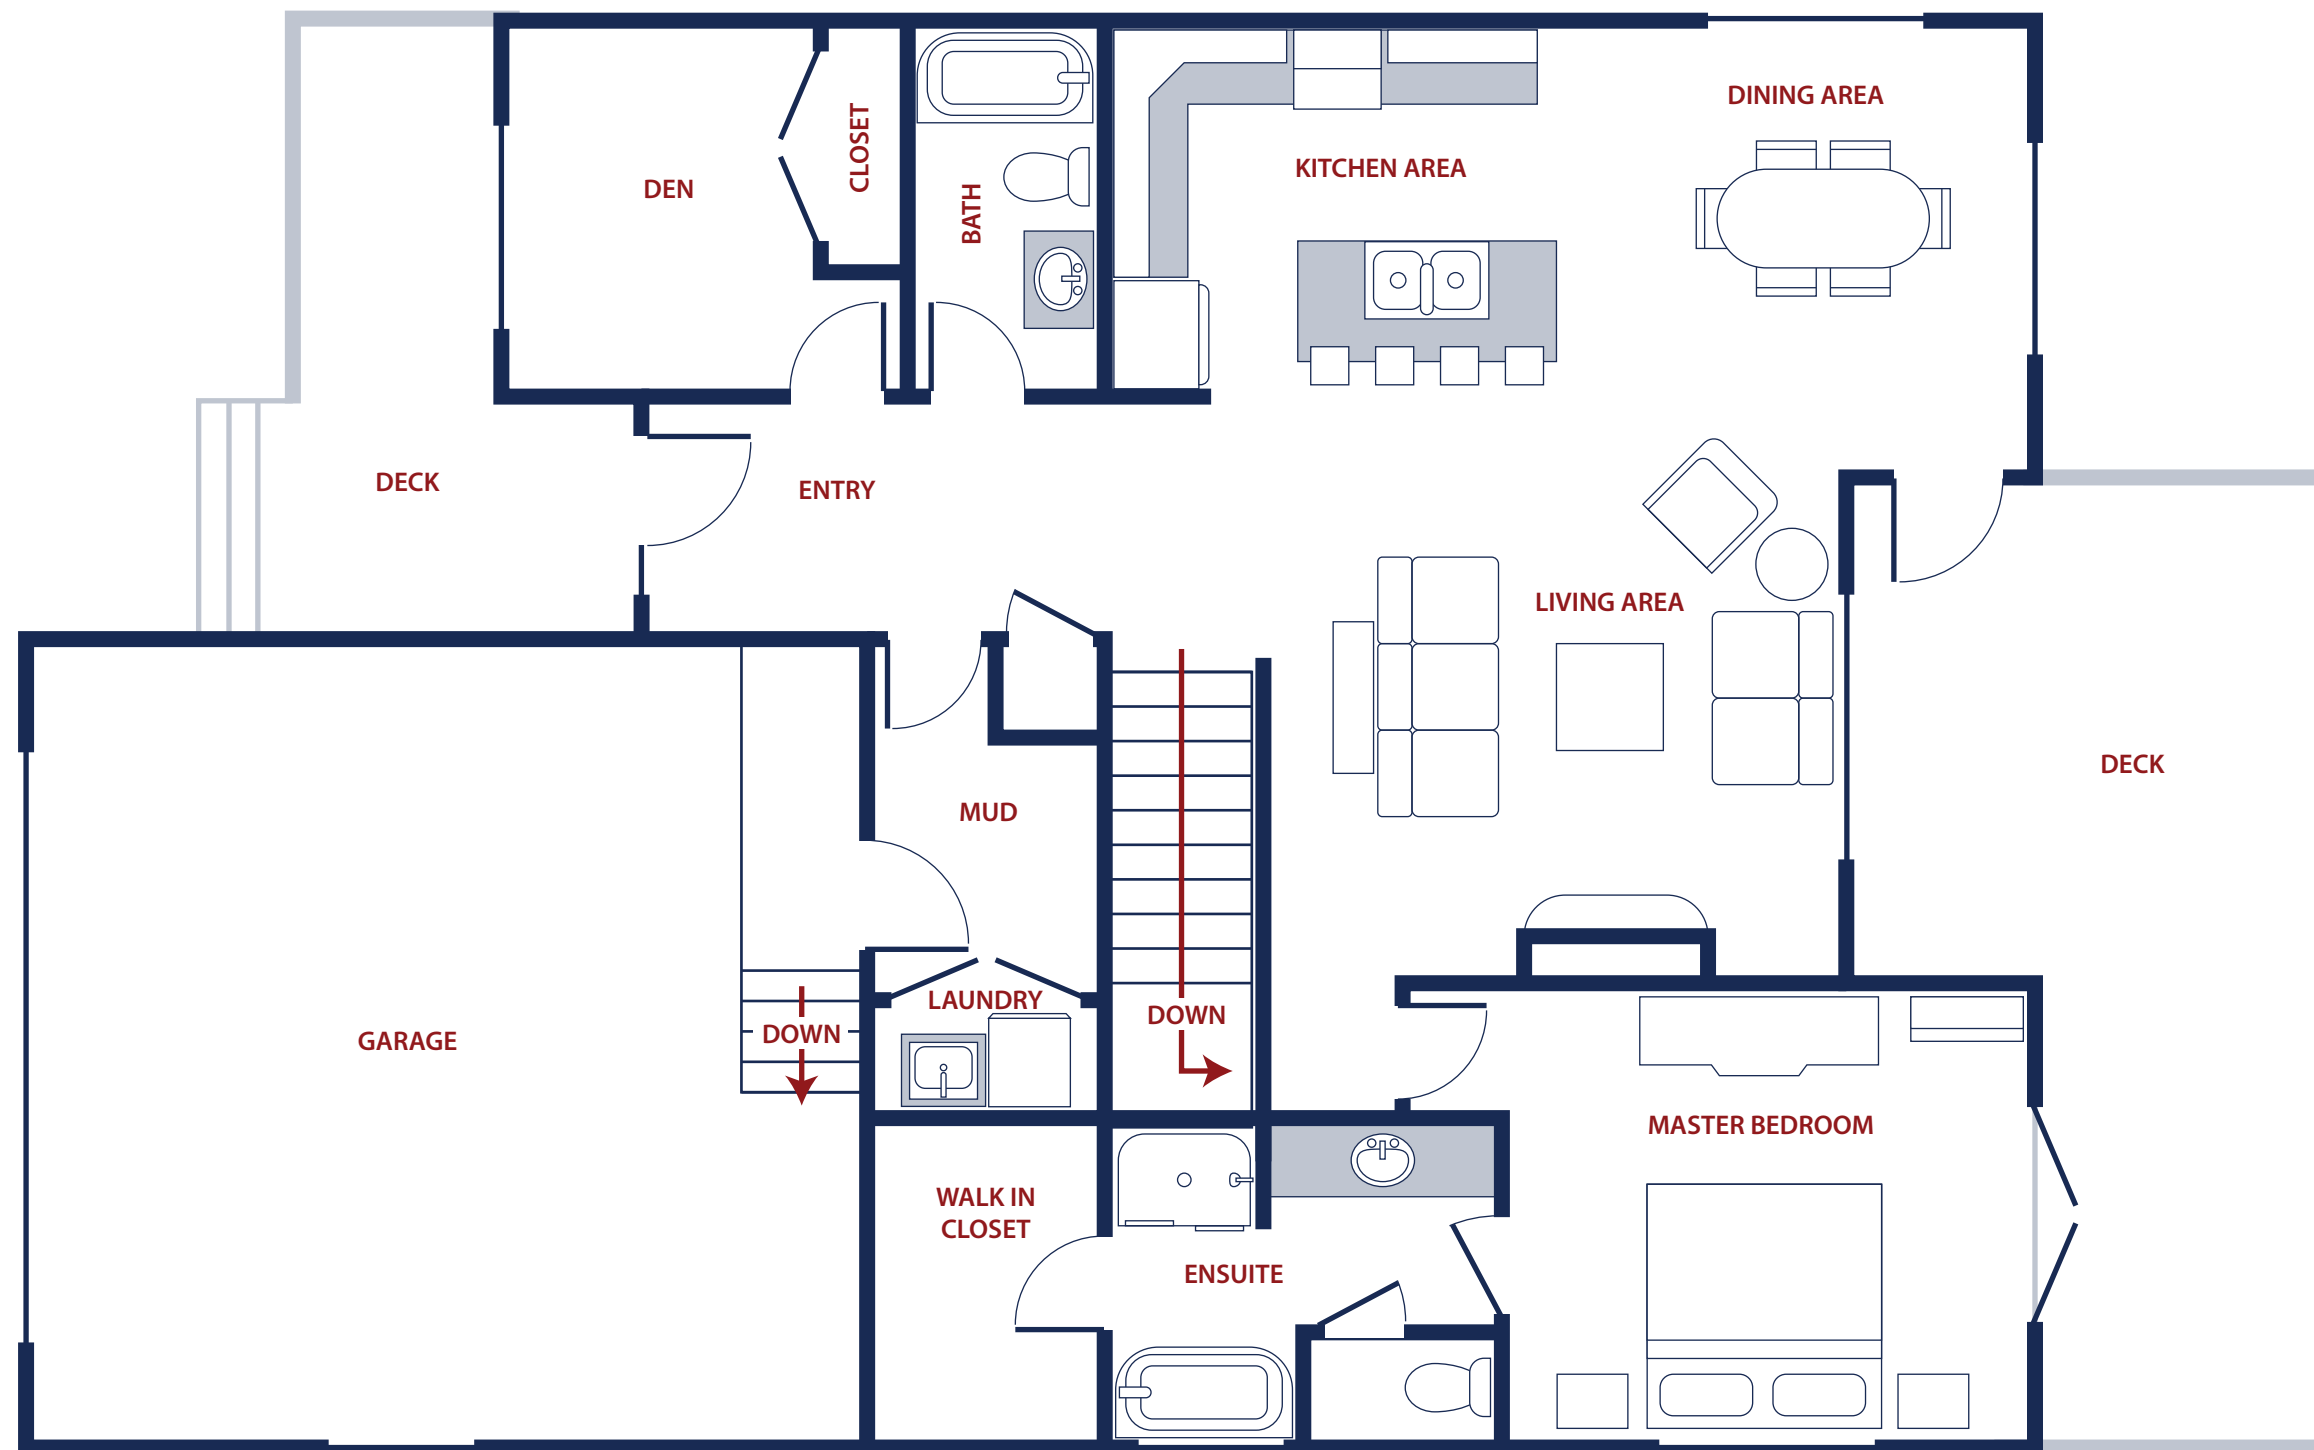 DINING AREA
CLOSET
KITCHEN AREA
DEN
BATH
DECK
ENTRY
LIVING AREA
DECK
MUD
LAUNDRY
DOWN
DOWN
GARAGE
MASTER BEDROOM
WALK IN
CLOSET
ENSUITE